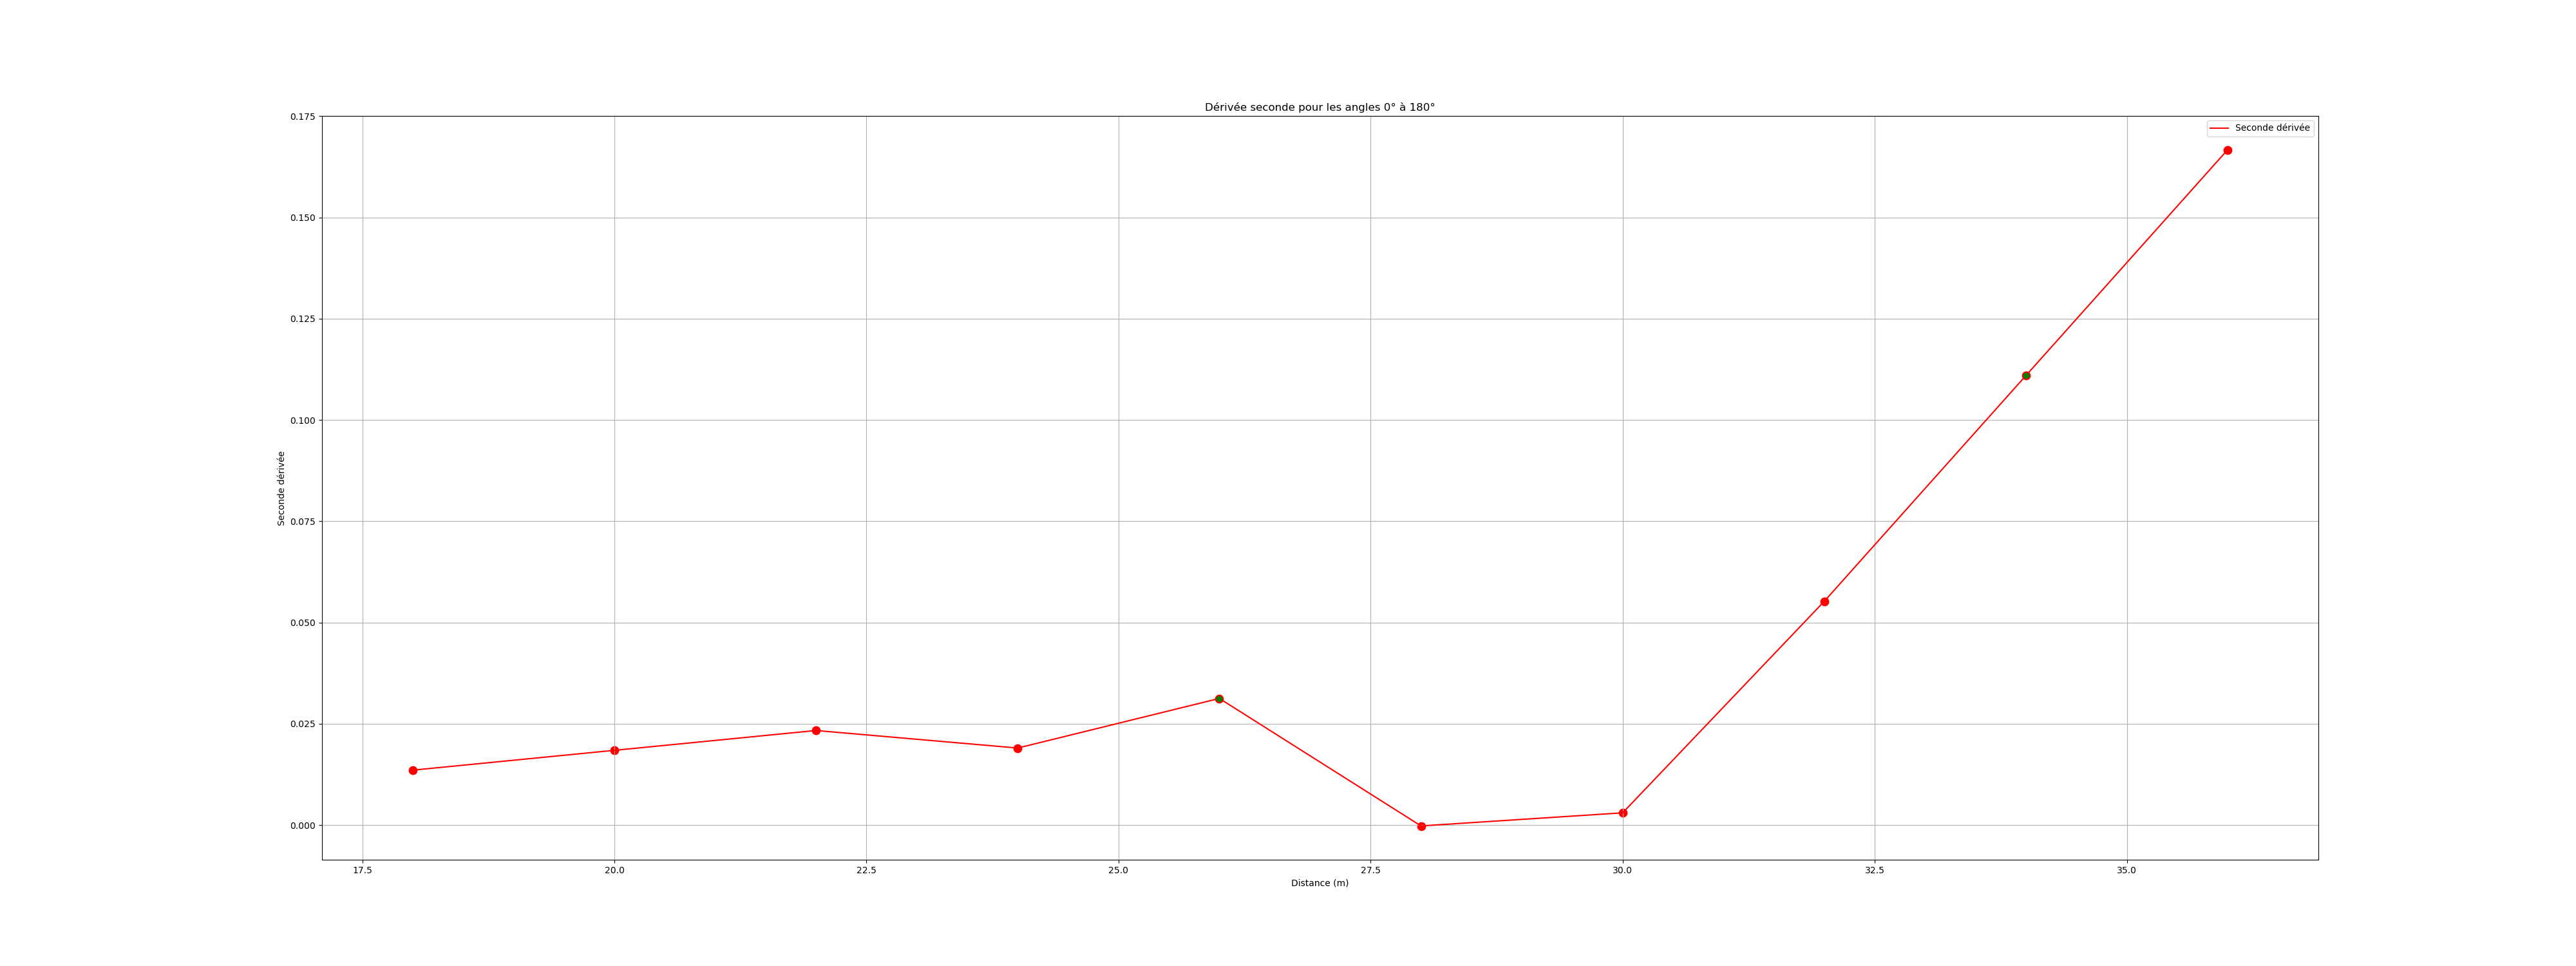 Dérivée seconde pour les angles 0° à 180°
Seconde dérivée
0.175
0.150
0.125
0.100
0.075
0.050
0.025
0.000
Seconde dérivée
17.5 20.0 22.5 25.0 27.5 30.0 32.5 35.0
Distance (m)